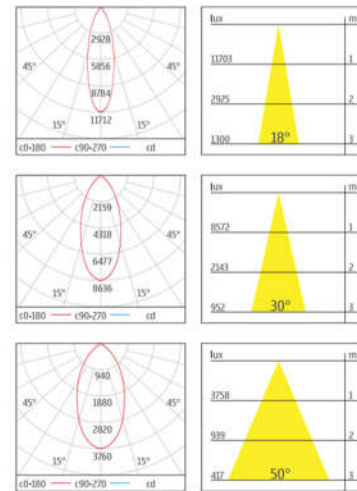 lux m
2928
11703 1
5856
45° 45°
8784
2925 2
15° 15°
11712
1300 18° 3
c0-180 c90-270 cd
lux m
2159
8572 1
4318
45° 45°
6477
2143 2
15° 15°
8636
952 30° 3
c0-180 c90-270 cd
lux m
940
3758 1
1880
45° 45°
2820
939 2
15° 15°
3760
417 50° 3
c0-180 c90-270 cd